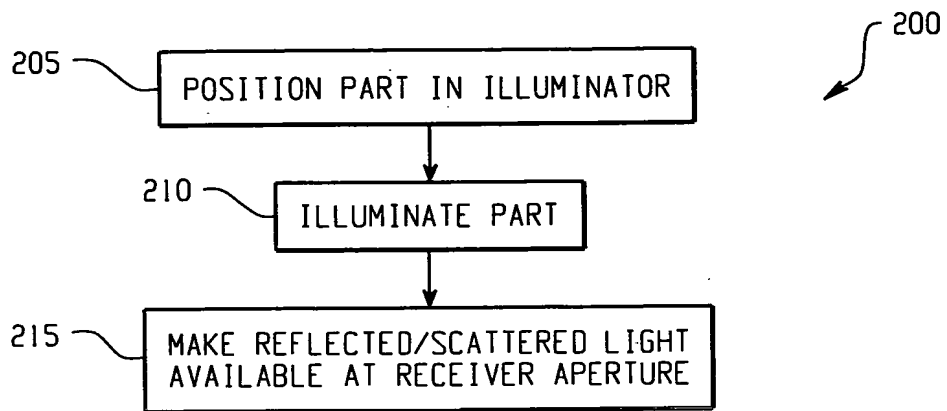 200
205
POSITION PART IN ILLUMINATOR
210
ILLUMINATE PART
215
MAKE REFLECTED/SCATTERED LIGHT
AVAILABLE AT RECEIVER APERTURE